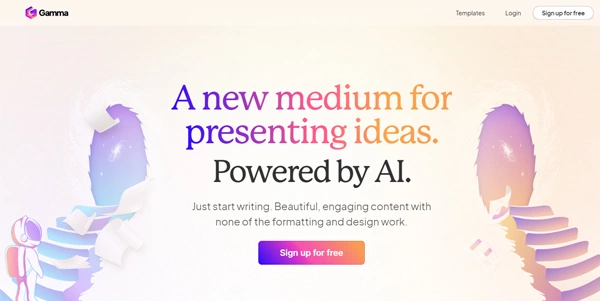 Gamma
Templates Login Sign up for free
A new medium for
presenting ideas.
Powered by AI.
Just start writing. Beautiful, engaging content with
none of the formatting and design work.
Sign up for free